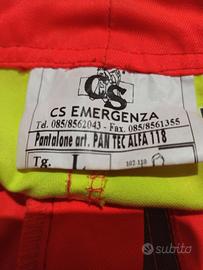 CS
CS EMERGENZA
Tel. 085/8562043 - Fax. 085/8561355
Pantalone art. PAN TEC ALFA 118
Tg. L
subito